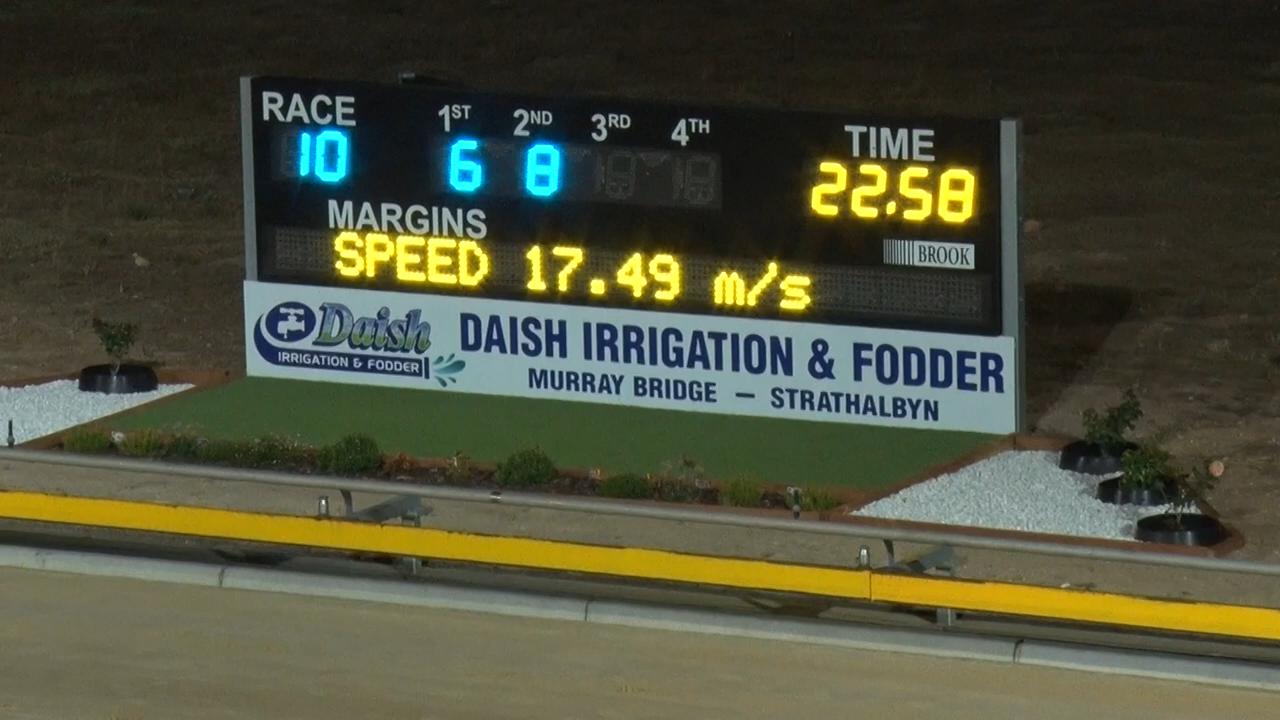 RACE 1ST 2ND 3RD 4TH TIME
10 6 8 22.58
MARGINS
BROOK
SPEED 17.49 m/s
Daish
IRRIGATION & FODDER
DAISH IRRIGATION & FODDER
MURRAY BRIDGE — STRATHALBYN